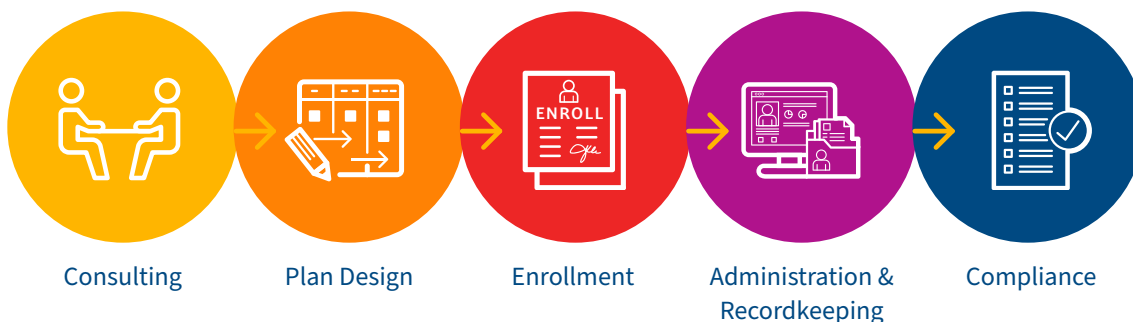 ENROLL
Consulting
Plan Design
Enrollment
Administration &
Recordkeeping
Compliance